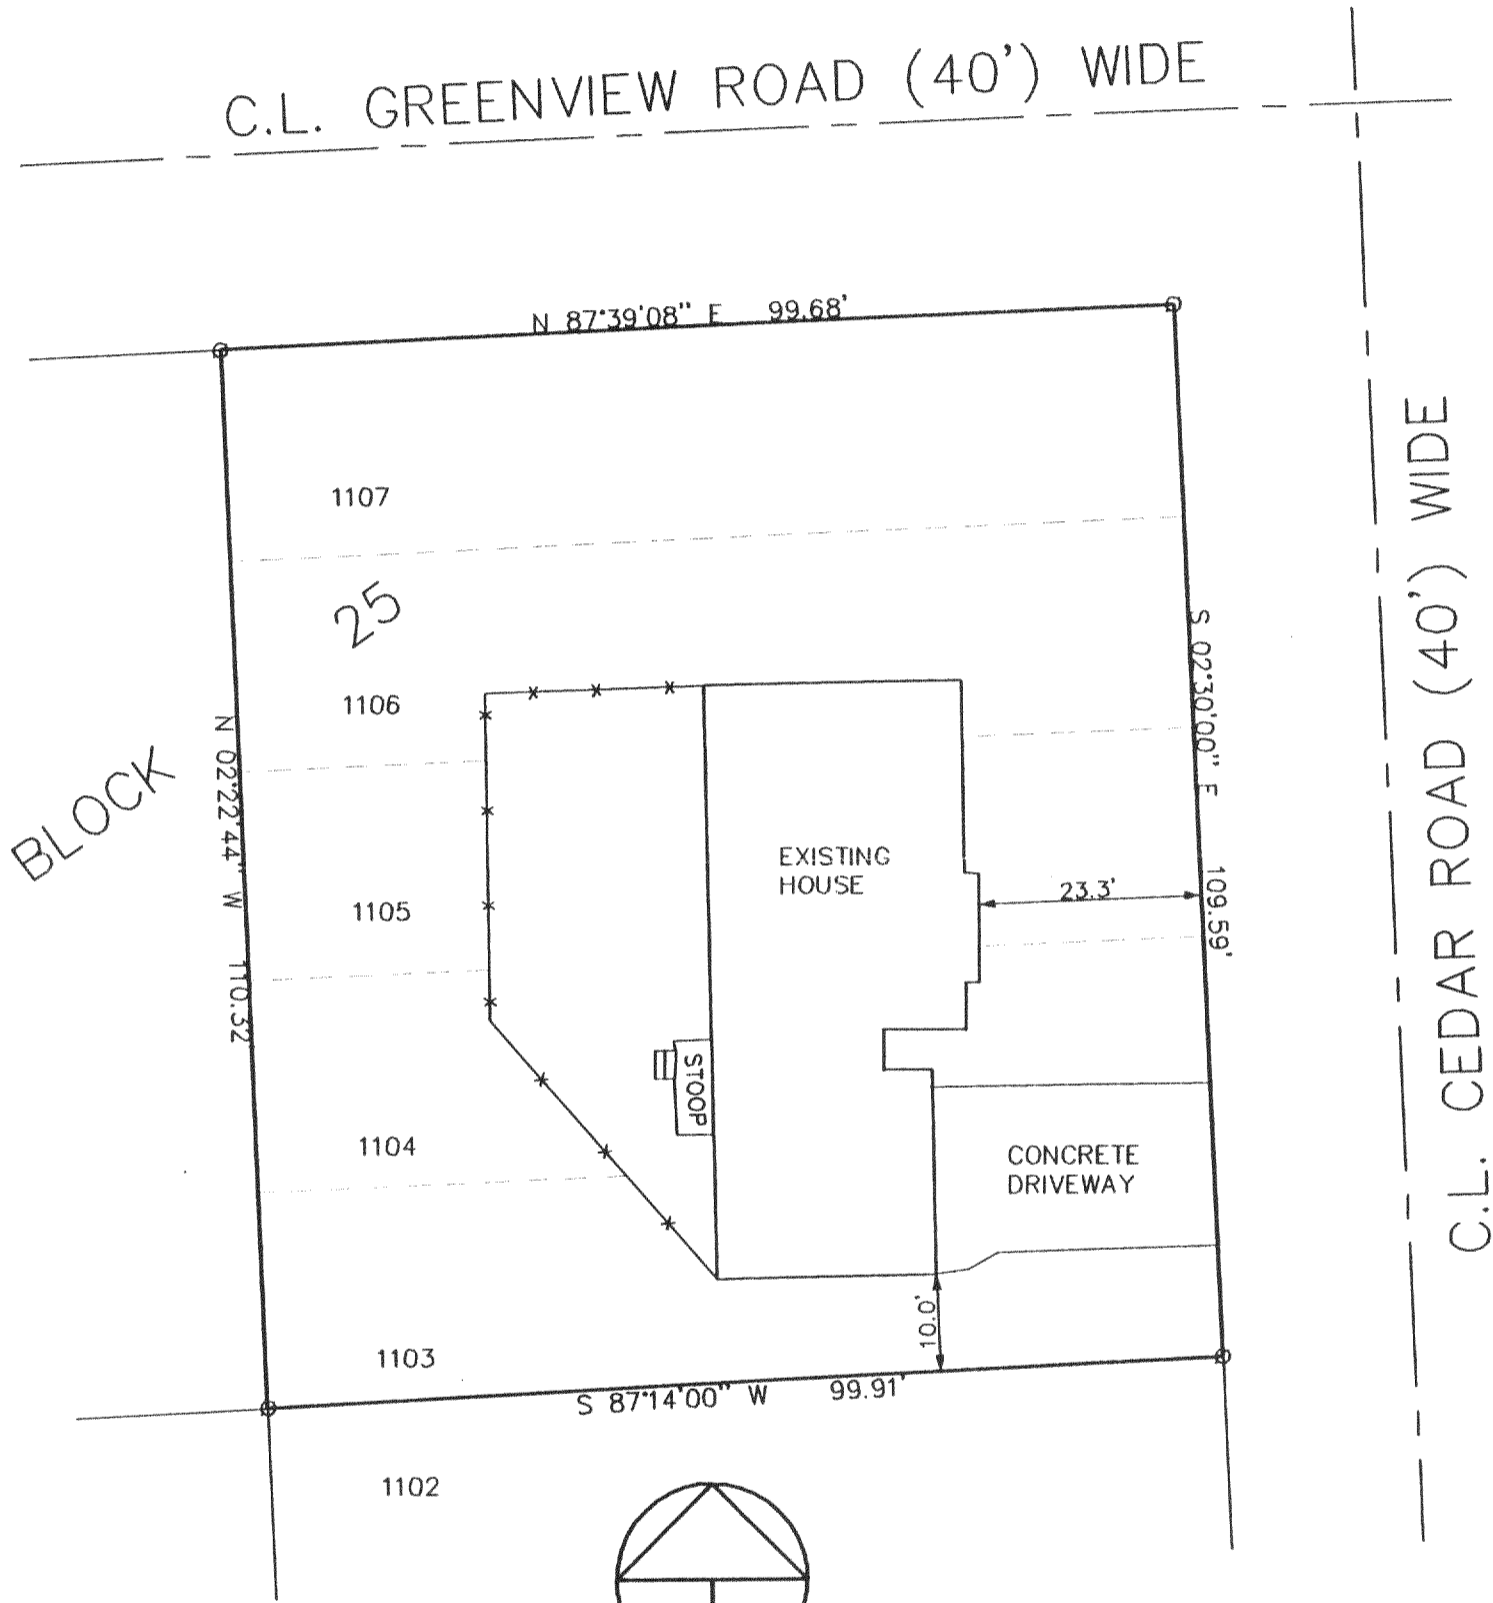 C.L. GREENVIEW ROAD (40') WIDE
N 87°39'08" E 99.68'
1107
25
1106
BLOCK
N 02°22'44" W 110.32'
S 02°30'00" E 109.59'
C.L. CEDAR ROAD (40') WIDE
EXISTING
HOUSE
23.3'
1105
STOOP
1104
CONCRETE
DRIVEWAY
10.0'
1103
S 87°14'00" W 99.91'
1102